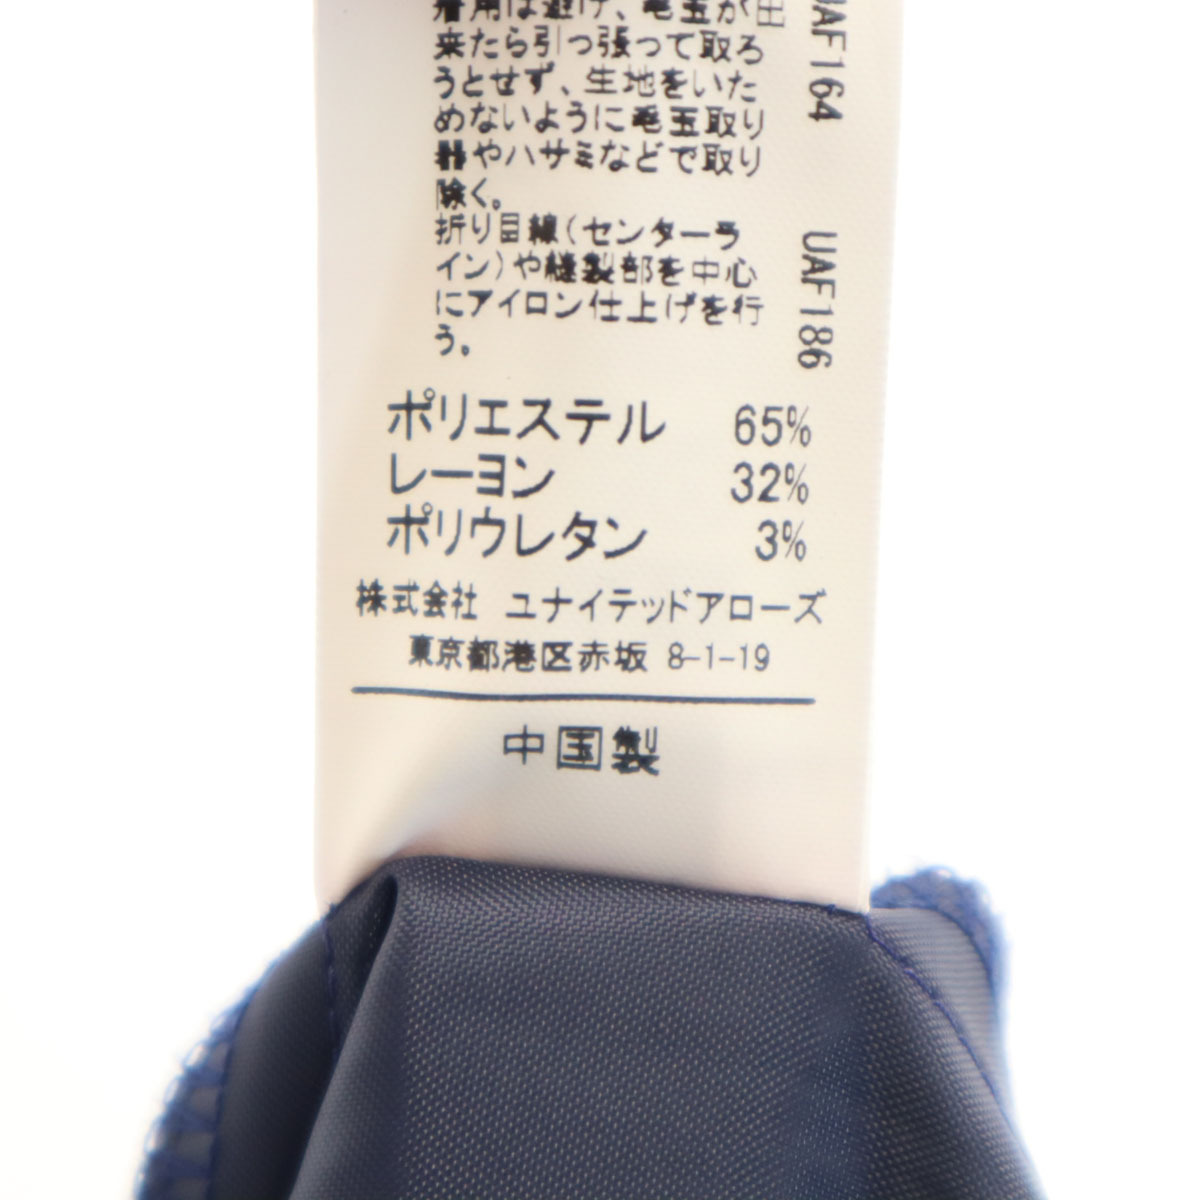 着用は避け、毛玉が出
来たら引っ張って取ろ
うとせず、生地をいた
めないように毛玉取り
器やハサミなどで取り
除く。
折り目線(センターラ
イン)や縫製部を中心
にアイロン仕上げを行
う。
ポリエステル 65%
レーヨン 32%
ポリウレタン 3%
株式会社 ユナイテッドアローズ
東京都港区赤坂 8-1-19
中国製
UAF164
UAF186